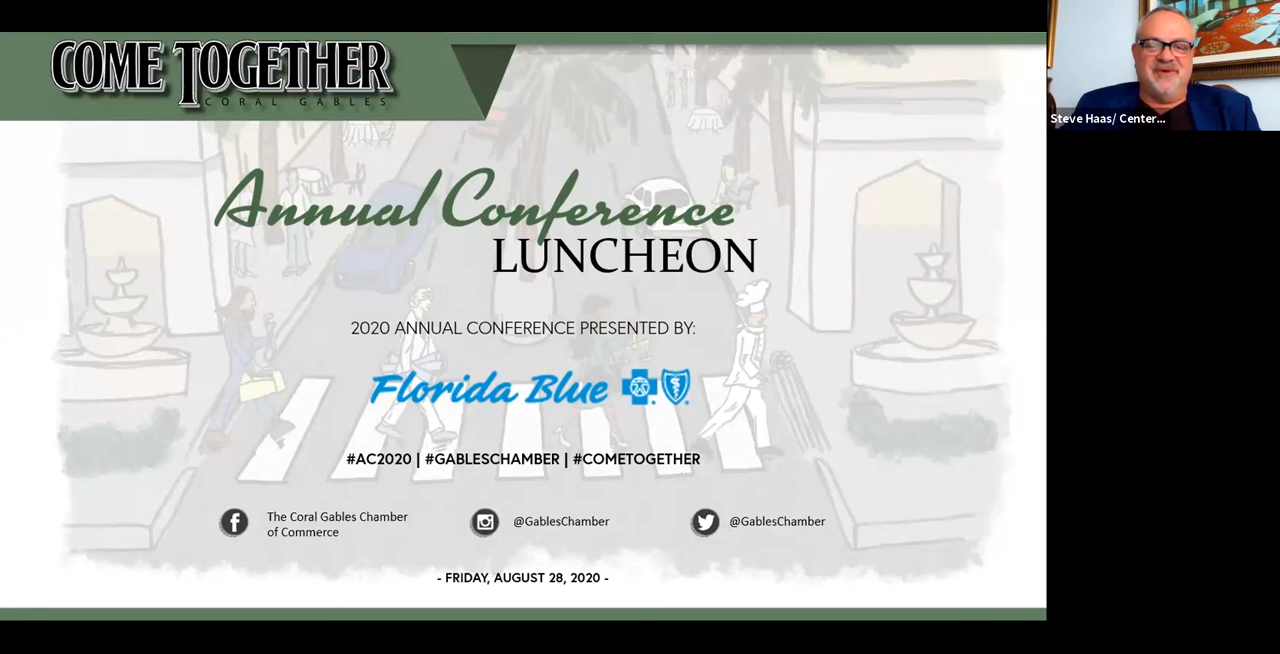 COME TOGETHER
CORAL GABLES
Steve Haas/ Center...
Annual Conference
LUNCHEON
2020 ANNUAL CONFERENCE PRESENTED BY:
Florida Blue
#AC2020 | #GABLESCHAMBER | #COMETOGETHER
The Coral Gables Chamber
of Commerce
@GablesChamber
@GablesChamber
- FRIDAY, AUGUST 28, 2020 -